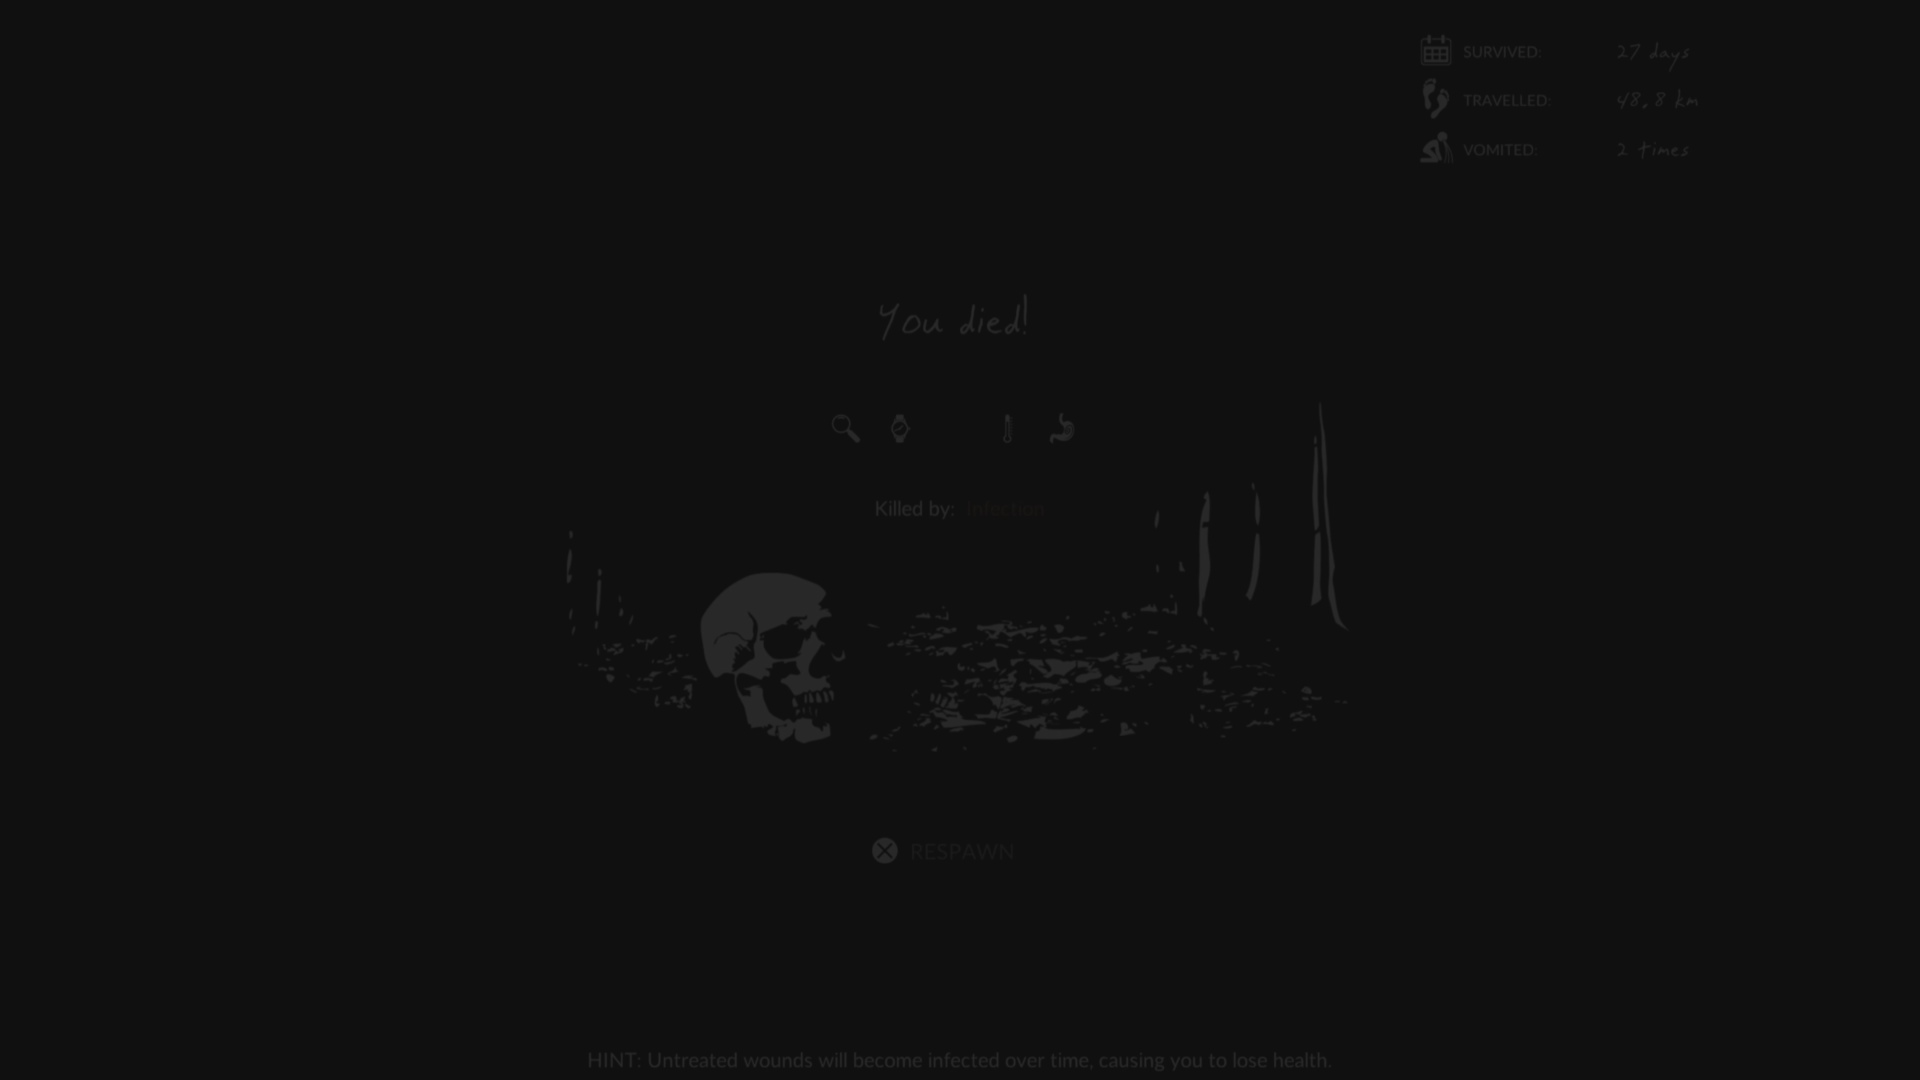 SURVIVED: 27 days
TRAVELLED: 48.8 km
VOMITED: 2 times
You died!
Killed by: Infection
RESPAWN
HINT: Untreated wounds will become infected over time, causing you to lose health.